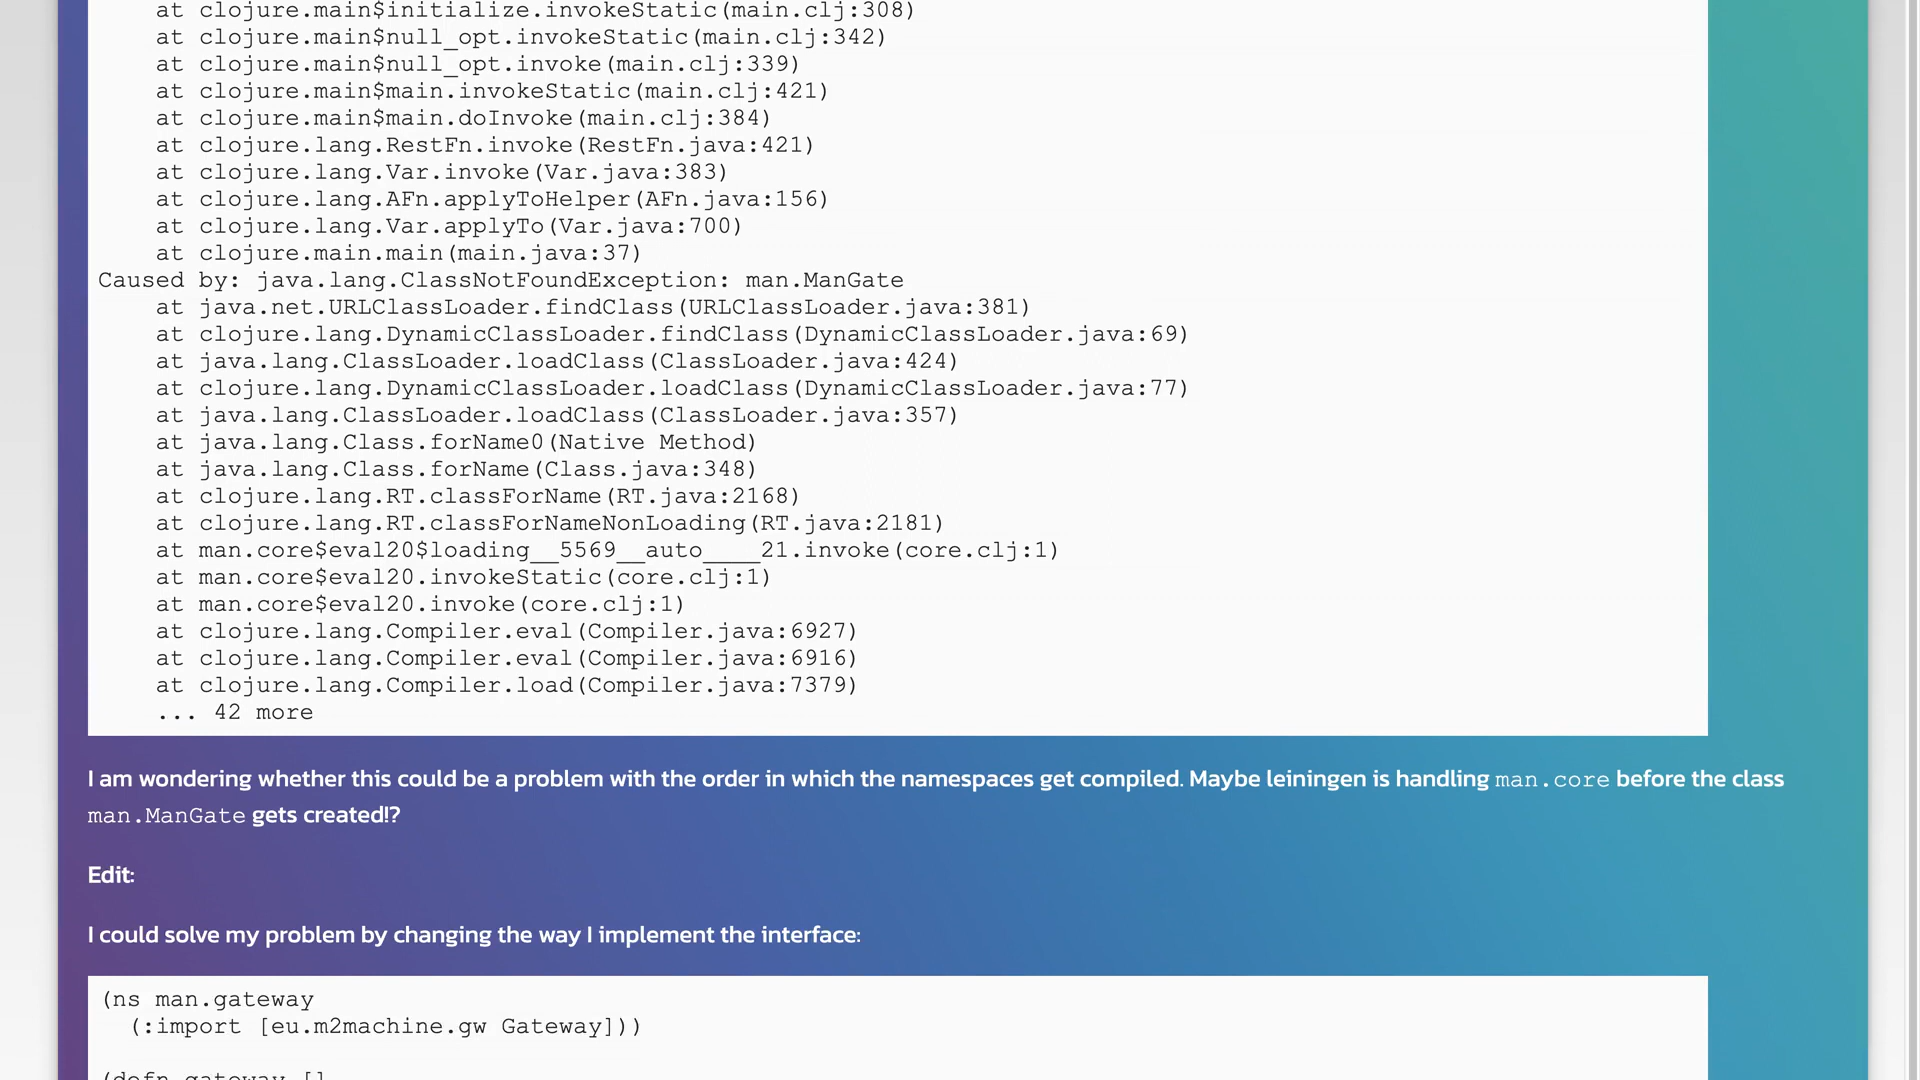 at clojure.main$initialize.invokeStatic(main.clj:308)
at clojure.main$null_opt.invokeStatic(main.clj:342)
at clojure.main$null_opt.invoke(main.clj:339)
at clojure.main$main.invokeStatic(main.clj:421)
at clojure.main$main.doInvoke(main.clj:384)
at clojure.lang.RestFn.invoke(RestFn.java:421)
at clojure.lang.Var.invoke(Var.java:383)
at clojure.lang.AFn.applyToHelper(AFn.java:156)
at clojure.lang.Var.applyTo(Var.java:700)
at clojure.main.main(main.java:37)
Caused by: java.lang.ClassNotFoundException: man.ManGate
at java.net.URLClassLoader.findClass(URLClassLoader.java:381)
at clojure.lang.DynamicClassLoader.findClass(DynamicClassLoader.java:69)
at java.lang.ClassLoader.loadClass(ClassLoader.java:424)
at clojure.lang.DynamicClassLoader.loadClass(DynamicClassLoader.java:77)
at java.lang.ClassLoader.loadClass(ClassLoader.java:357)
at java.lang.Class.forName0(Native Method)
at java.lang.Class.forName(Class.java:348)
at clojure.lang.RT.classForName(RT.java:2168)
at clojure.lang.RT.classForNameNonLoading(RT.java:2181)
at man.core$eval20$loading__5569__auto____21.invoke(core.clj:1)
at man.core$eval20.invokeStatic(core.clj:1)
at man.core$eval20.invoke(core.clj:1)
at clojure.lang.Compiler.eval(Compiler.java:6927)
at clojure.lang.Compiler.eval(Compiler.java:6916)
at clojure.lang.Compiler.load(Compiler.java:7379)
... 42 more
I am wondering whether this could be a problem with the order in which the namespaces get compiled. Maybe leiningen is handling man.core before the class
man.ManGate gets created!?
Edit:
I could solve my problem by changing the way I implement the interface:
(ns man.gateway
(:import [eu.m2machine.gw Gateway]))
(defn gateway []